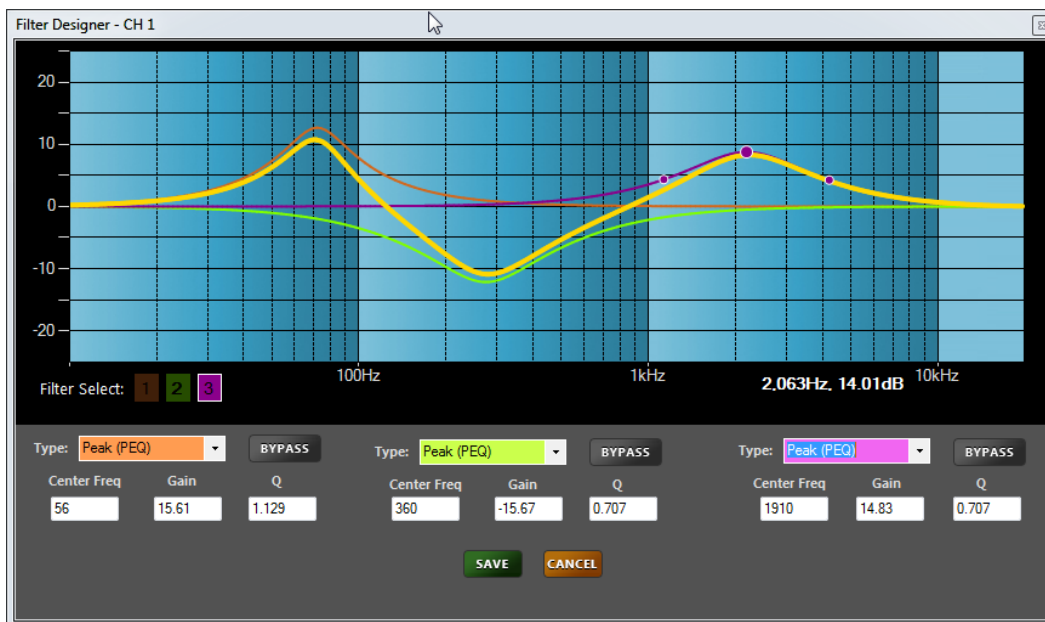 Filter Designer - CH 1
20
10
0
-10
-20
100Hz 1kHz 10kHz
2,063Hz, 14.01dB
Filter Select: 1 2 3
Type: Peak (PEQ) BYPASS Type: Peak (PEQ) BYPASS Type: Peak (PEQ) BYPASS
Center Freq Gain Q Center Freq Gain Q Center Freq Gain Q
56 15.61 1.129 360 -15.67 0.707 1910 14.83 0.707
SAVE CANCEL